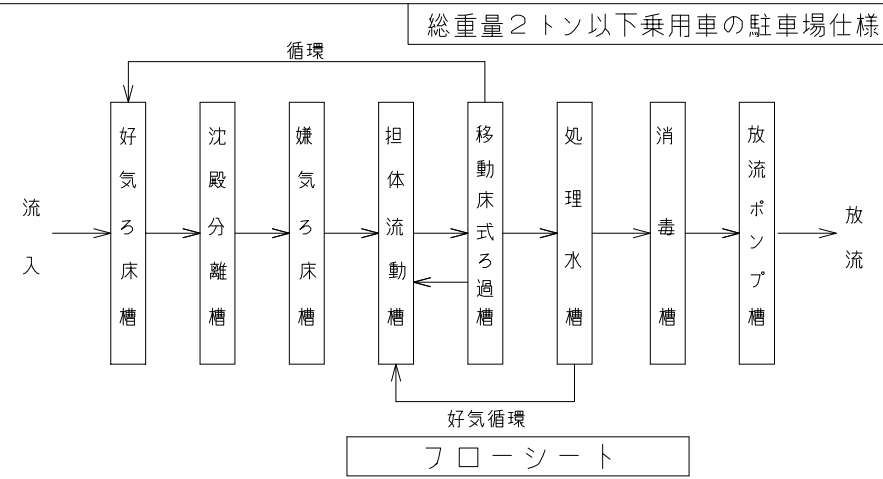 総重量2トン以下乗用車の駐車場仕様
循環
流入
好気ろ床槽
沈殿分離槽
嫌気ろ床槽
担体流動槽
移動床式ろ過槽
処理水槽
消毒槽
放流ポンプ槽
放流
好気循環
フローシート